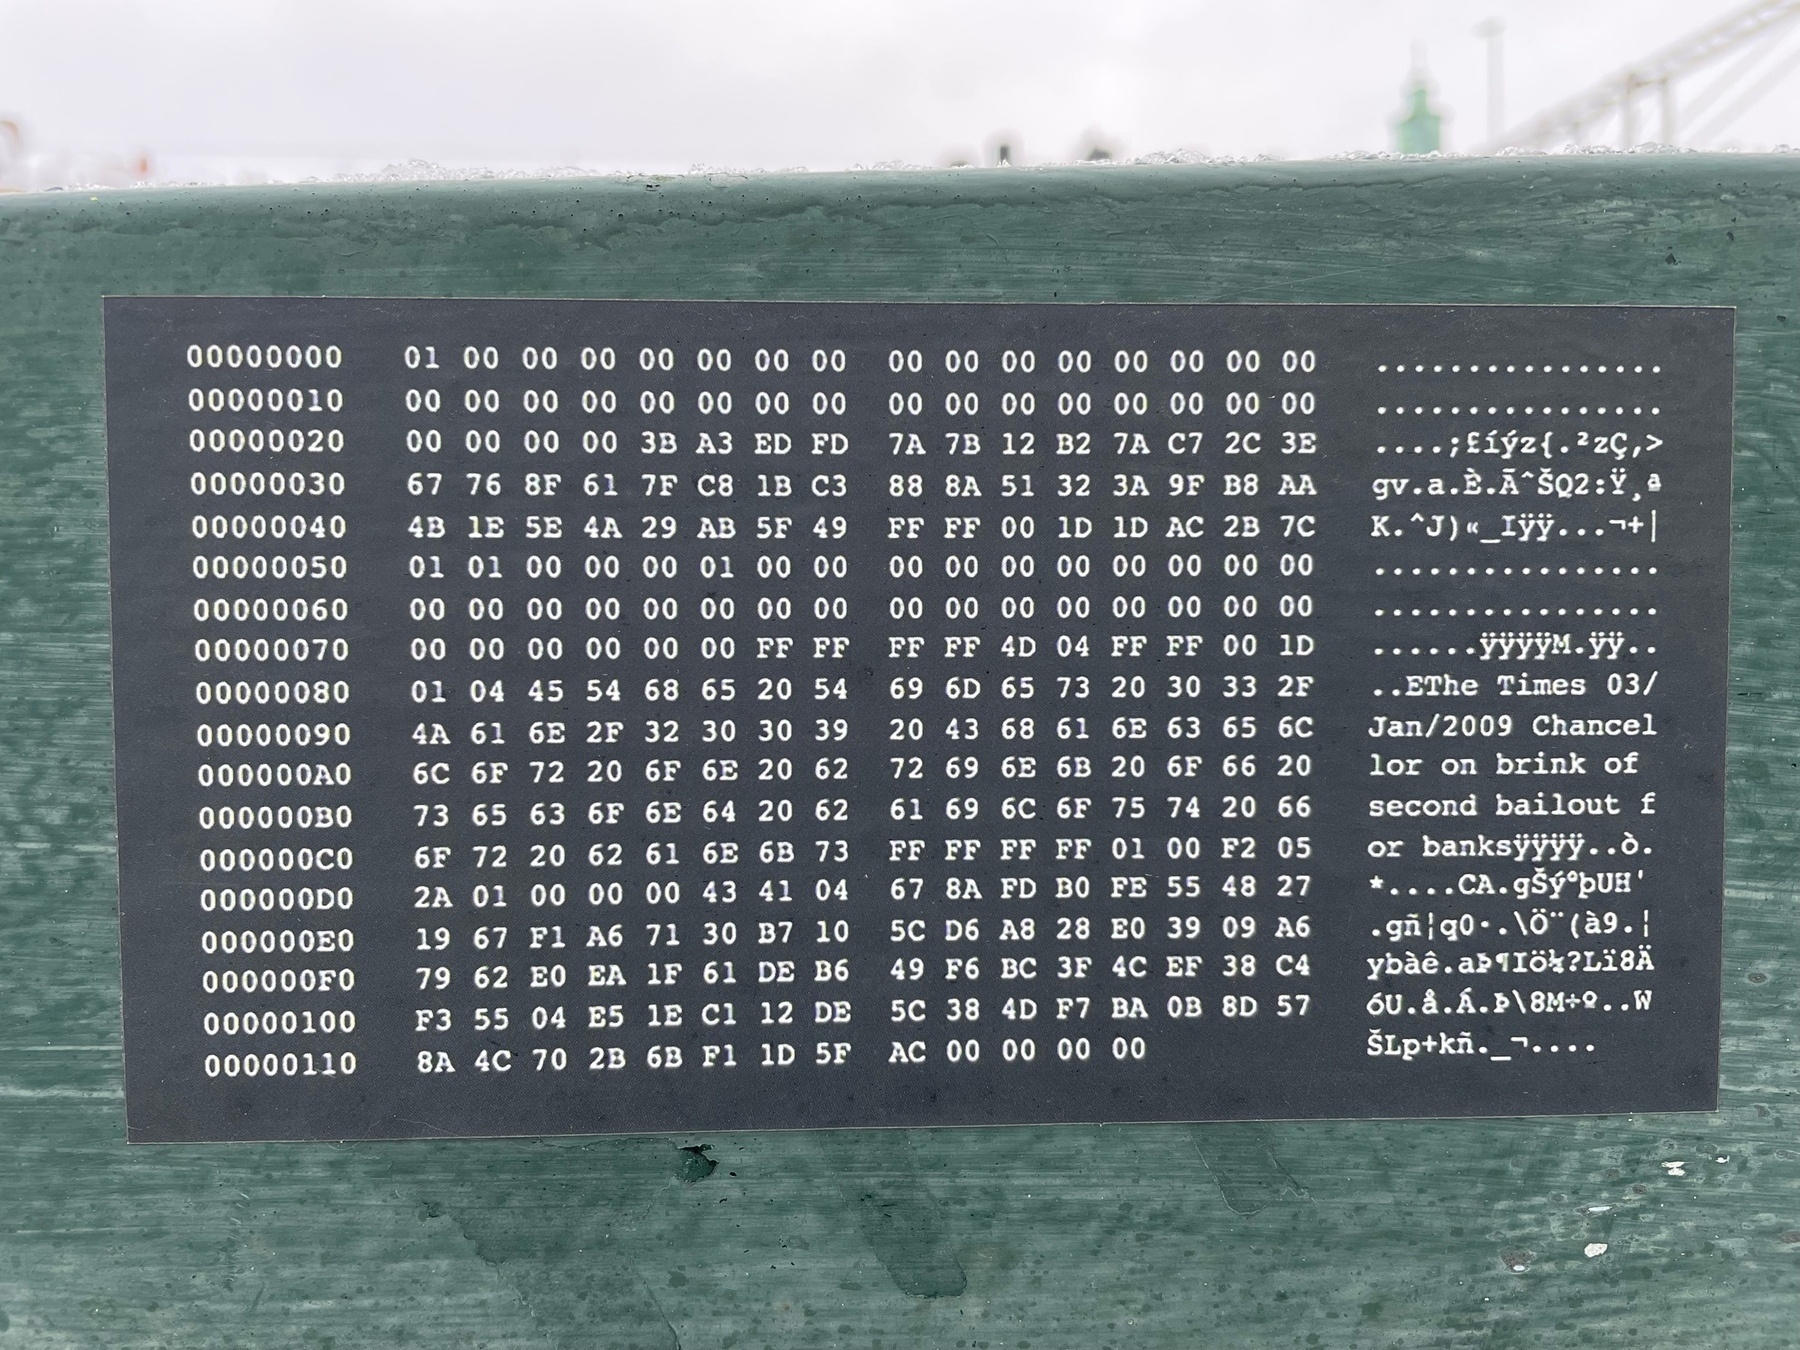 00000000 01 00 00 00 00 00 00 00 00 00 00 00 00 00 00 00 ................
00000010 00 00 00 00 00 00 00 00 00 00 00 00 00 00 00 00 ................
00000020 00 00 00 00 3B A3 ED FD 7A 7B 12 B2 7A C7 2C 3E ....;£íýz{.²zÇ,>
00000030 67 76 8F 61 7F C8 1B C3 88 8A 51 32 3A 9F B8 AA gv.a.È.ÃˆŠQ2:Ÿ¸ª
00000040 4B 1E 5E 4A 29 AB 5F 49 FF FF 00 1D 1D AC 2B 7C K.^J)«_Iÿÿ...¬+|
00000050 01 01 00 00 00 01 00 00 00 00 00 00 00 00 00 00 ................
00000060 00 00 00 00 00 00 00 00 00 00 00 00 00 00 00 00 ................
00000070 00 00 00 00 00 00 FF FF FF FF 4D 04 FF FF 00 1D ......ÿÿÿÿM.ÿÿ..
00000080 01 04 45 54 68 65 20 54 69 6D 65 73 20 30 33 2F ..EThe Times 03/
00000090 4A 61 6E 2F 32 30 30 39 20 43 68 61 6E 63 65 6C Jan/2009 Chancel
000000A0 6C 6F 72 20 6F 6E 20 62 72 69 6E 6B 20 6F 66 20 lor on brink of
000000B0 73 65 63 6F 6E 64 20 62 61 69 6C 6F 75 74 20 66 second bailout f
000000C0 6F 72 20 62 61 6E 6B 73 FF FF FF FF 01 00 F2 05 or banksÿÿÿÿ..ò.
000000D0 2A 01 00 00 00 43 41 04 67 8A FD B0 FE 55 48 27 *....CA.gŠý°þUH'
000000E0 19 67 F1 A6 71 30 B7 10 5C D6 A8 28 E0 39 09 A6 .gñ¦q0·.\Ö¨(à9.¦
000000F0 79 62 E0 EA 1F 61 DE B6 49 F6 BC 3F 4C EF 38 C4 ybàê.aÞ¶Iö¼?Lï8Ä
00000100 F3 55 04 E5 1E C1 12 DE 5C 38 4D F7 BA 0B 8D 57 óU.å.Á.Þ\8M÷º..W
00000110 8A 4C 70 2B 6B F1 1D 5F AC 00 00 00 00 ŠLp+kñ._¬....